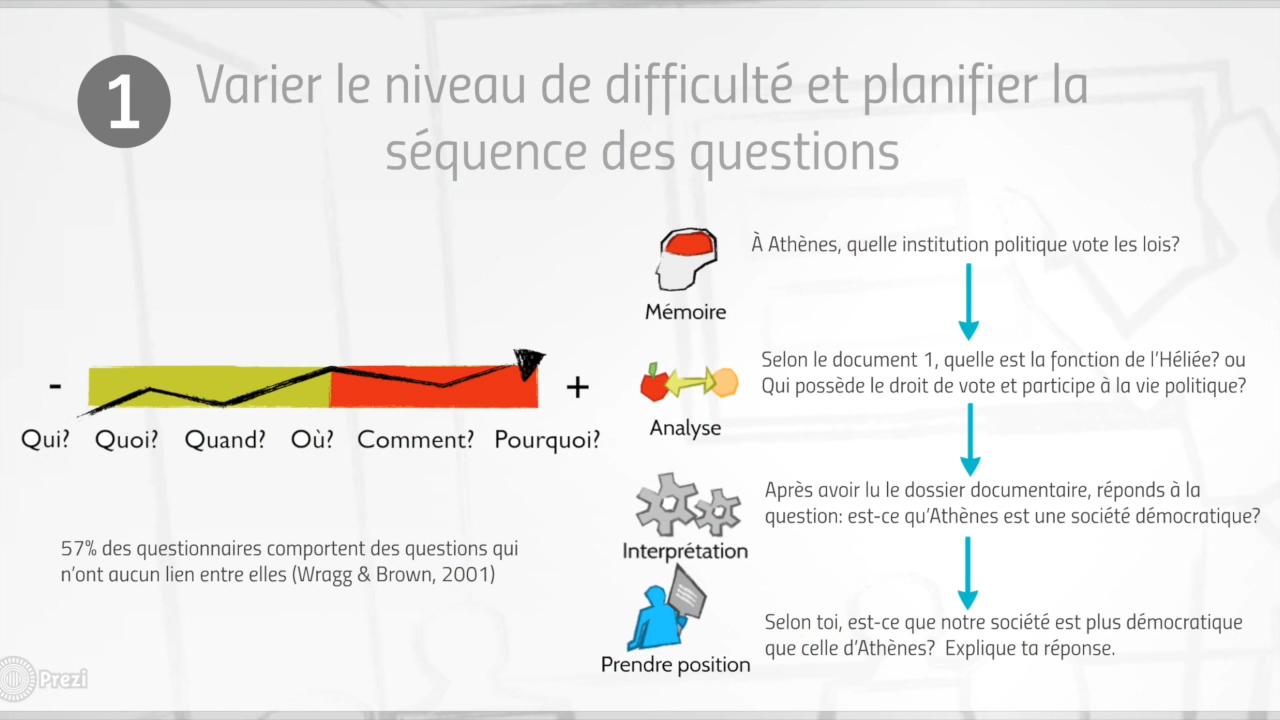 1
Varier le niveau de difficulté et planifier la
séquence des questions
- +
Qui? Quoi? Quand? Où? Comment? Pourquoi?
57% des questionnaires comportent des questions qui
n'ont aucun lien entre elles (Wragg & Brown, 2001)
À Athènes, quelle institution politique vote les lois?
Mémoire
Selon le document 1, quelle est la fonction de l'Héliée? ou
Qui possède le droit de vote et participe à la vie politique?
Analyse
Après avoir lu le dossier documentaire, réponds à la
question: est-ce qu'Athènes est une société démocratique?
Interprétation
Selon toi, est-ce que notre société est plus démocratique
que celle d'Athènes? Explique ta réponse.
Prendre position
Prezi